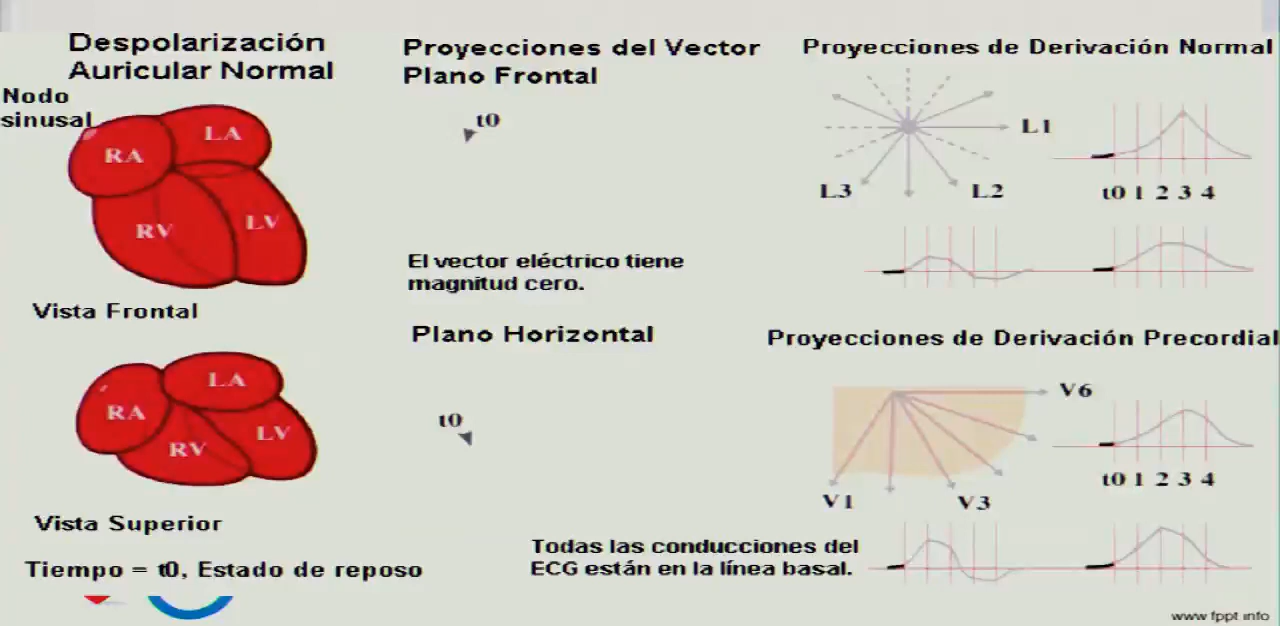 Despolarización
Auricular Normal
Nodo
sinusal
LA
RA
RV
LV
Vista Frontal
LA
RA
LV
RV
Vista Superior
Tiempo = t0, Estado de reposo
Proyecciones del Vector
Plano Frontal
t0
El vector eléctrico tiene
magnitud cero.
Plano Horizontal
t0
Todas las conducciones del
ECG están en la línea basal.
Proyecciones de Derivación Normal
L1
L3
L2
t0 1 2 3 4
Proyecciones de Derivación Precordial
V6
V1
V3
t0 1 2 3 4
www fppt info